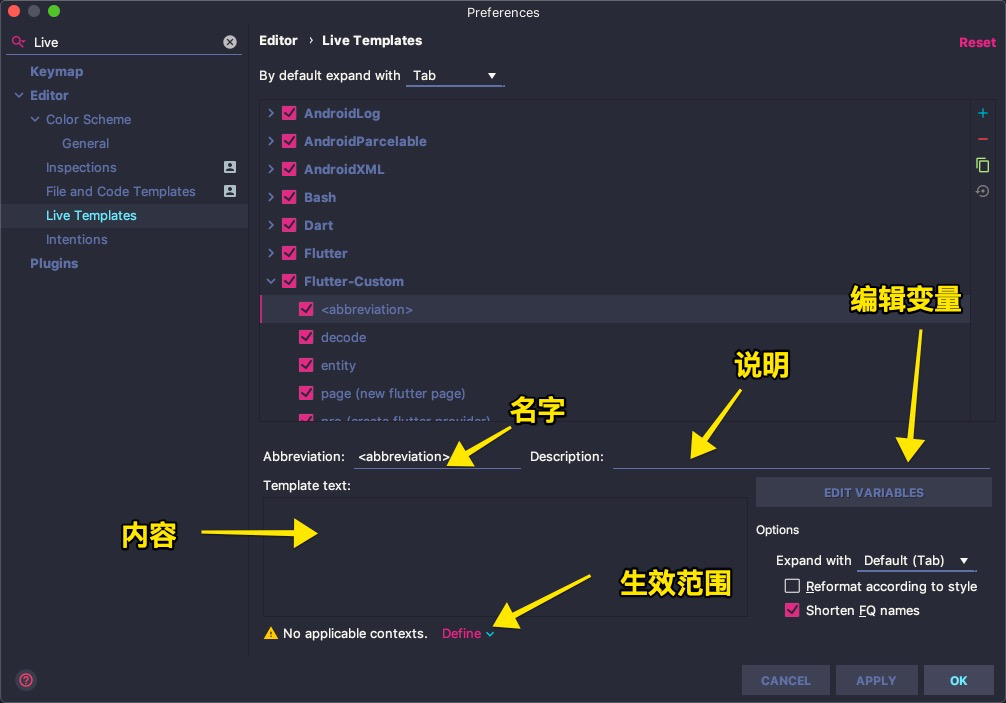 Preferences
Live
Editor › Live Templates
Reset
Keymap
Editor
Color Scheme
General
Inspections
File and Code Templates
Live Templates
Intentions
Plugins
By default expand with Tab
AndroidLog
AndroidParcelable
AndroidXML
Bash
Dart
Flutter
Flutter-Custom
<abbreviation>
decode
entity
page (new flutter page)
pro (create flutter provider)
编辑变量
说明
名字
Abbreviation: <abbreviation>
Description:
Template text:
EDIT VARIABLES
内容
Options
Expand with Default (Tab)
Reformat according to style
Shorten FQ names
生效范围
No applicable contexts. Define
CANCEL
APPLY
OK